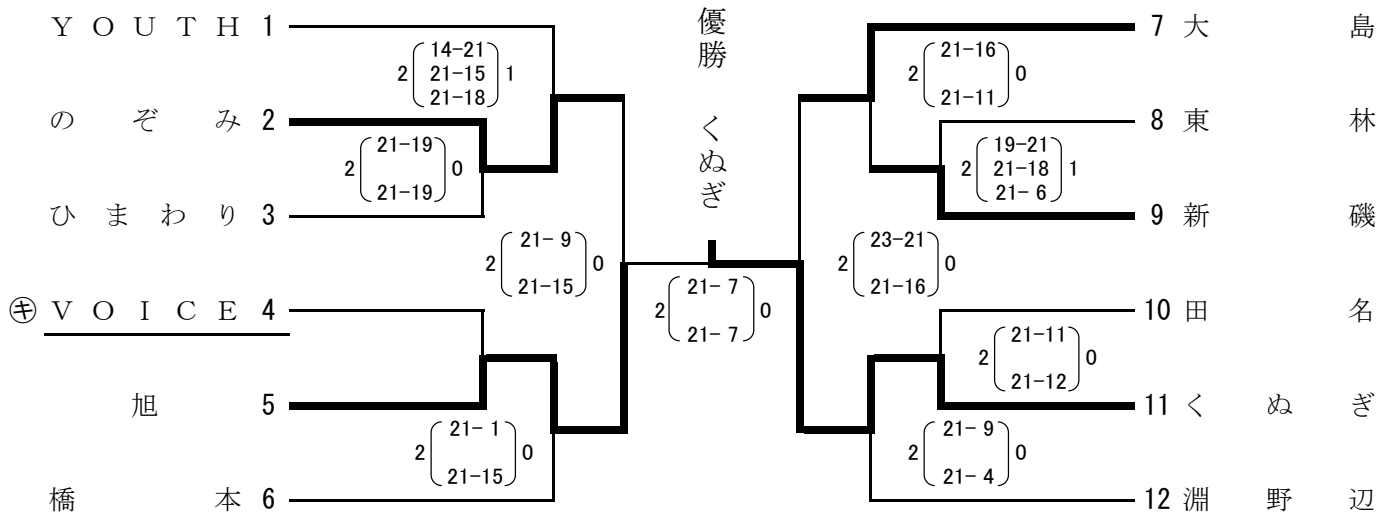 YOUTH 1
2 14-21 1
21-15
21-18
のぞみ 2
2 21-19 0
21-19
ひまわり 3
2 21- 9 0
21-15
㋖ VOICE 4
旭 5
2 21- 1 0
21-15
橋本 6
優勝 くぬぎ
2 21- 7 0
21- 7
7 大島
2 21-16 0
21-11
8 東林
2 19-21 1
21-18
21- 6
9 新磯
2 23-21 0
21-16
10 田名
2 21-11 0
21-12
11 くぬぎ
2 21- 9 0
21- 4
12 淵野辺